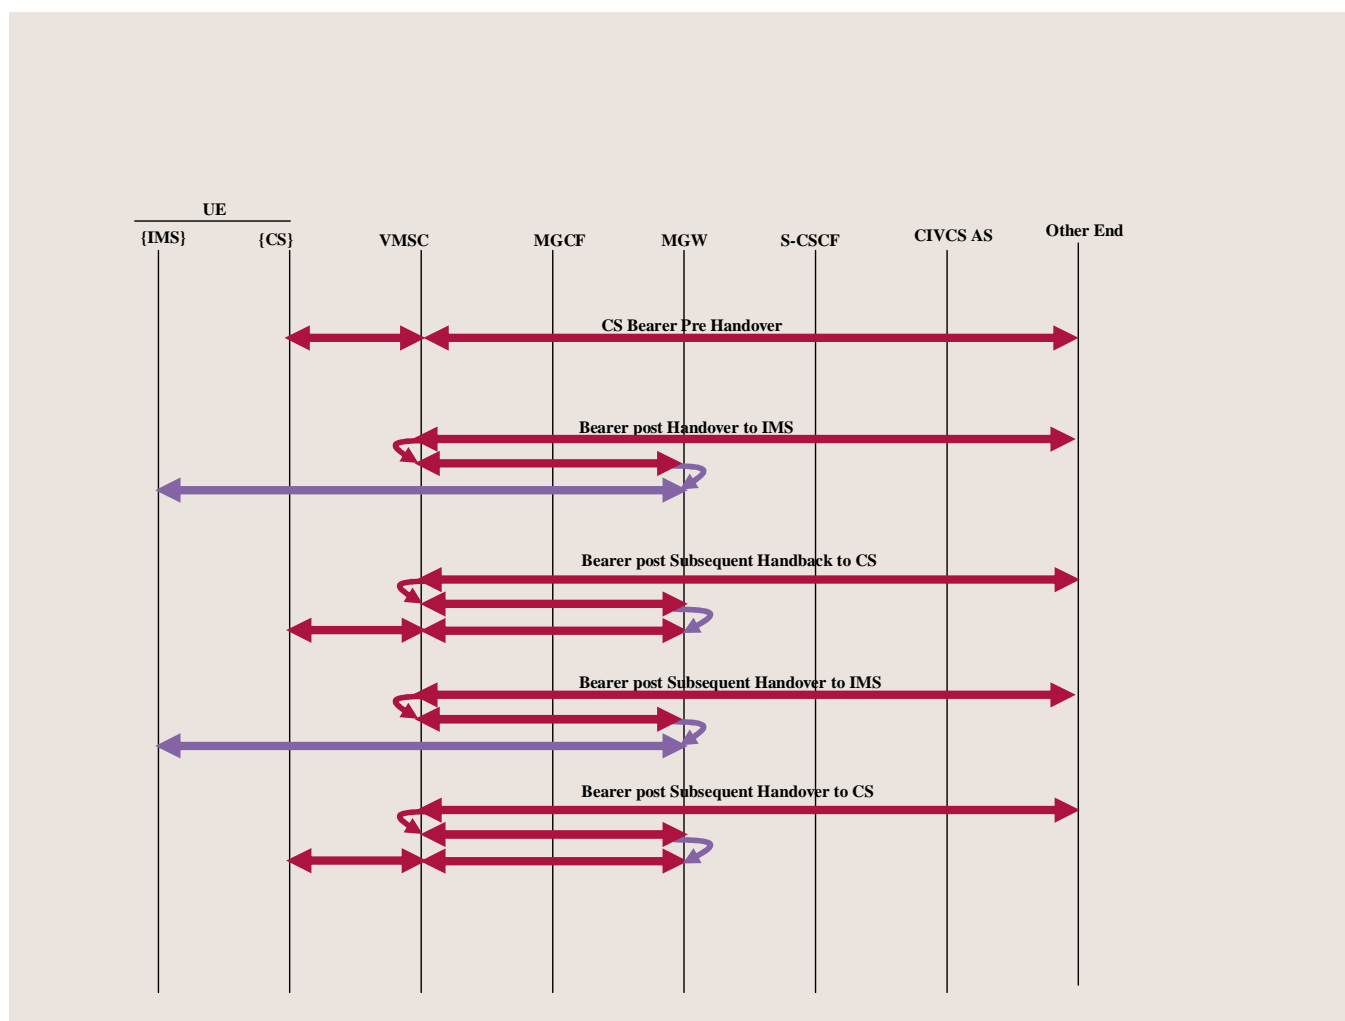 UE
{IMS}
{CS}
VMSC
MGCF
MGW
S-CSCF
CIVCS AS
Other End
CS Bearer Pre Handover
Bearer post Handover to IMS
Bearer post Subsequent Handback to CS
Bearer post Subsequent Handover to IMS
Bearer post Subsequent Handover to CS